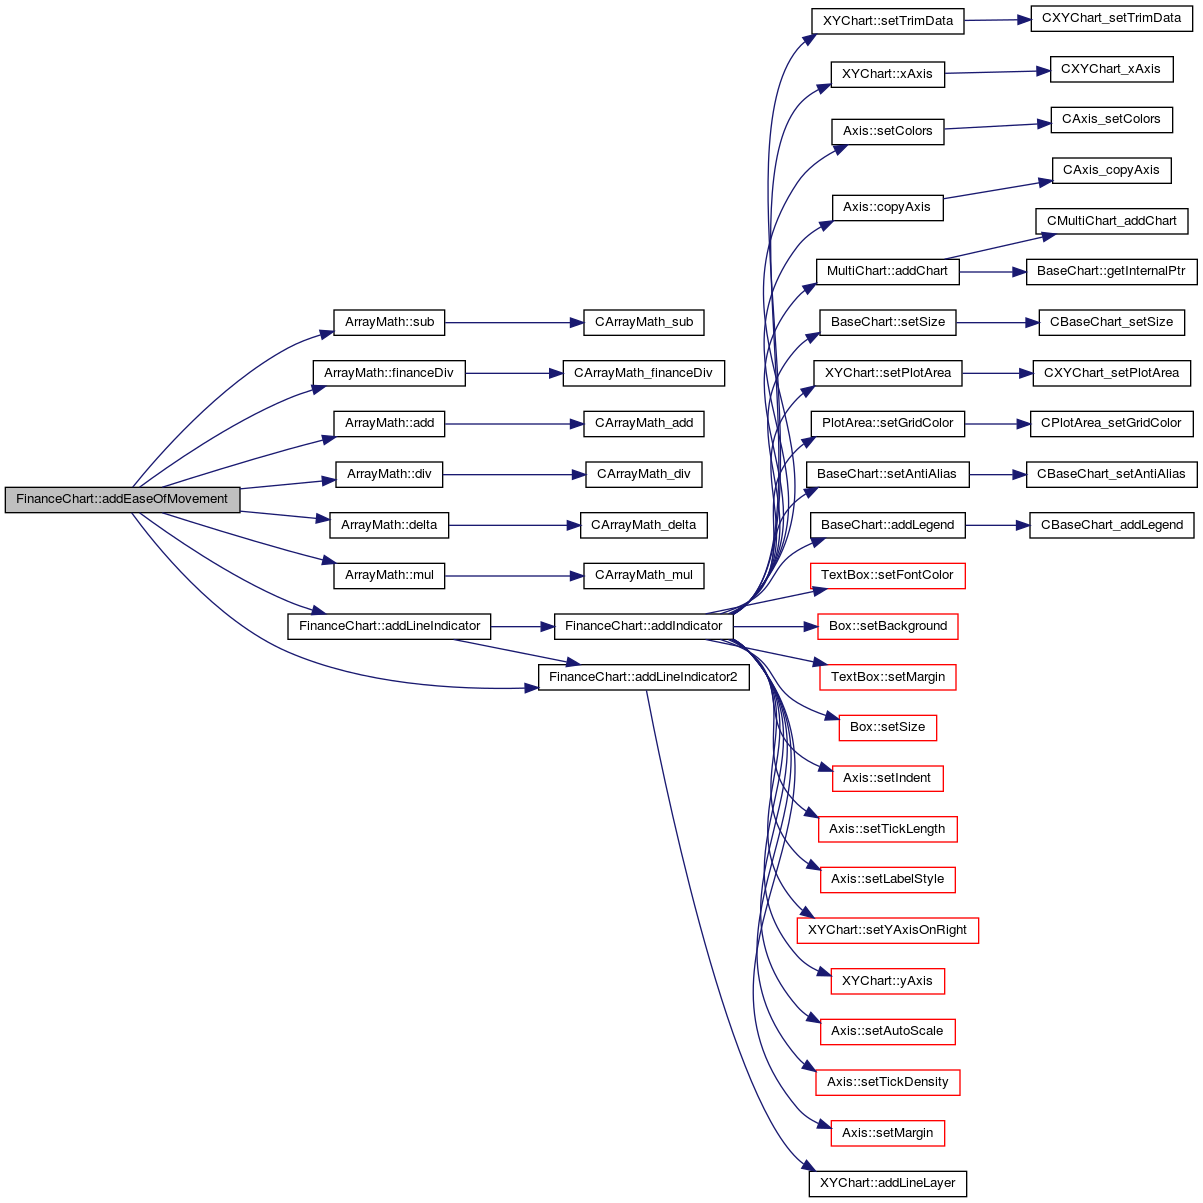 XYChart::setTrimData
CXYChart_setTrimData
XYChart::xAxis
CXYChart_xAxis
Axis::setColors
CAxis_setColors
Axis::copyAxis
CAxis_copyAxis
CMultiChart_addChart
MultiChart::addChart
BaseChart::getInternalPtr
ArrayMath::sub
CArrayMath_sub
BaseChart::setSize
CBaseChart_setSize
ArrayMath::financeDiv
CArrayMath_financeDiv
XYChart::setPlotArea
CXYChart_setPlotArea
ArrayMath::add
CArrayMath_add
PlotArea::setGridColor
CPlotArea_setGridColor
ArrayMath::div
CArrayMath_div
BaseChart::setAntiAlias
CBaseChart_setAntiAlias
FinanceChart::addEaseOfMovement
ArrayMath::delta
CArrayMath_delta
BaseChart::addLegend
CBaseChart_addLegend
ArrayMath::mul
CArrayMath_mul
TextBox::setFontColor
FinanceChart::addLineIndicator
FinanceChart::addIndicator
Box::setBackground
FinanceChart::addLineIndicator2
TextBox::setMargin
Box::setSize
Axis::setIndent
Axis::setTickLength
Axis::setLabelStyle
XYChart::setYAxisOnRight
XYChart::yAxis
Axis::setAutoScale
Axis::setTickDensity
Axis::setMargin
XYChart::addLineLayer